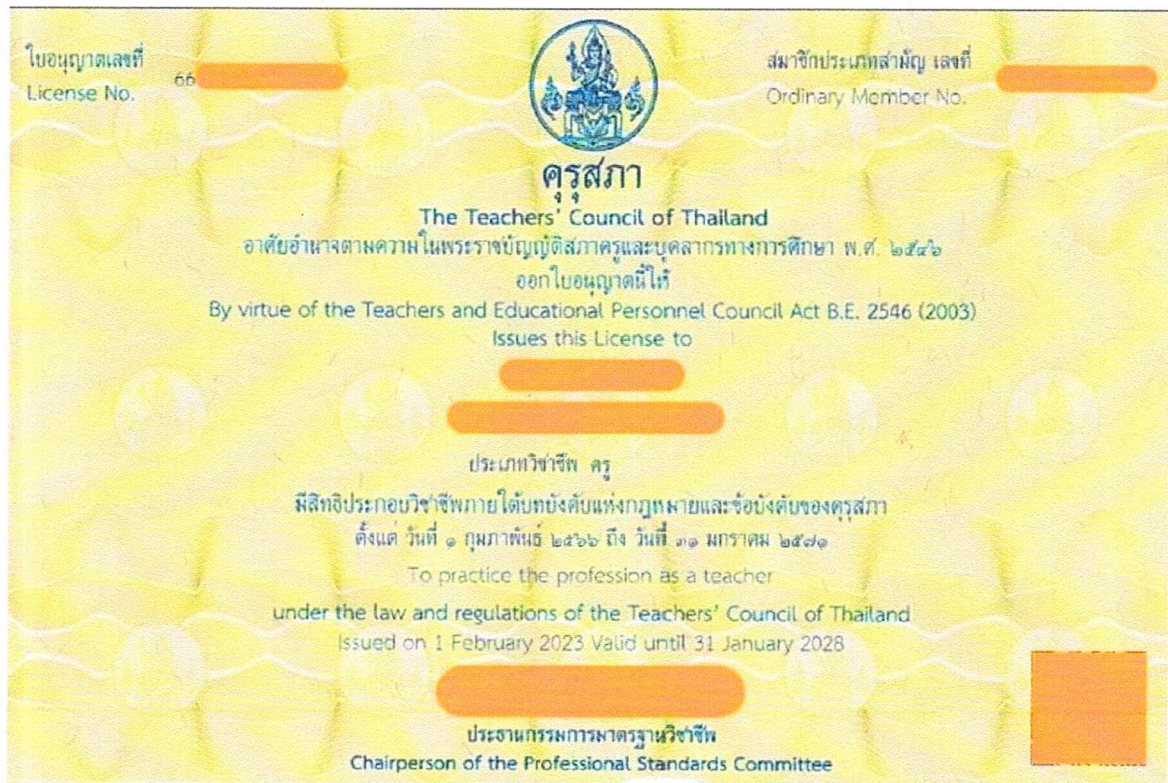 ใบอนุญาตเลขที่
License No.
66
สมาชิกประเภทสามัญ เลขที่
Ordinary Member No.
คุรุสภา
The Teachers' Council of Thailand
อาศัยอำนาจตามความในพระราชบัญญัติสภาครูและบุคลากรทางการศึกษา พ.ศ. ๒๕๔๖
ออกใบอนุญาตนี้ให้
By virtue of the Teachers and Educational Personnel Council Act B.E. 2546 (2003)
Issues this License to
ประเภทวิชาชีพ ครู
มีสิทธิประกอบวิชาชีพภายใต้บทบังคับแห่งกฎหมายและข้อบังคับของคุรุสภา
ตั้งแต่ วันที่ ๑ กุมภาพันธ์ ๒๕๖๖ ถึง วันที่ ๓๑ มกราคม ๒๕๗๑
To practice the profession as a teacher
under the law and regulations of the Teachers' Council of Thailand
Issued on 1 February 2023 Valid until 31 January 2028
ประธานกรรมการมาตรฐานวิชาชีพ
Chairperson of the Professional Standards Committee